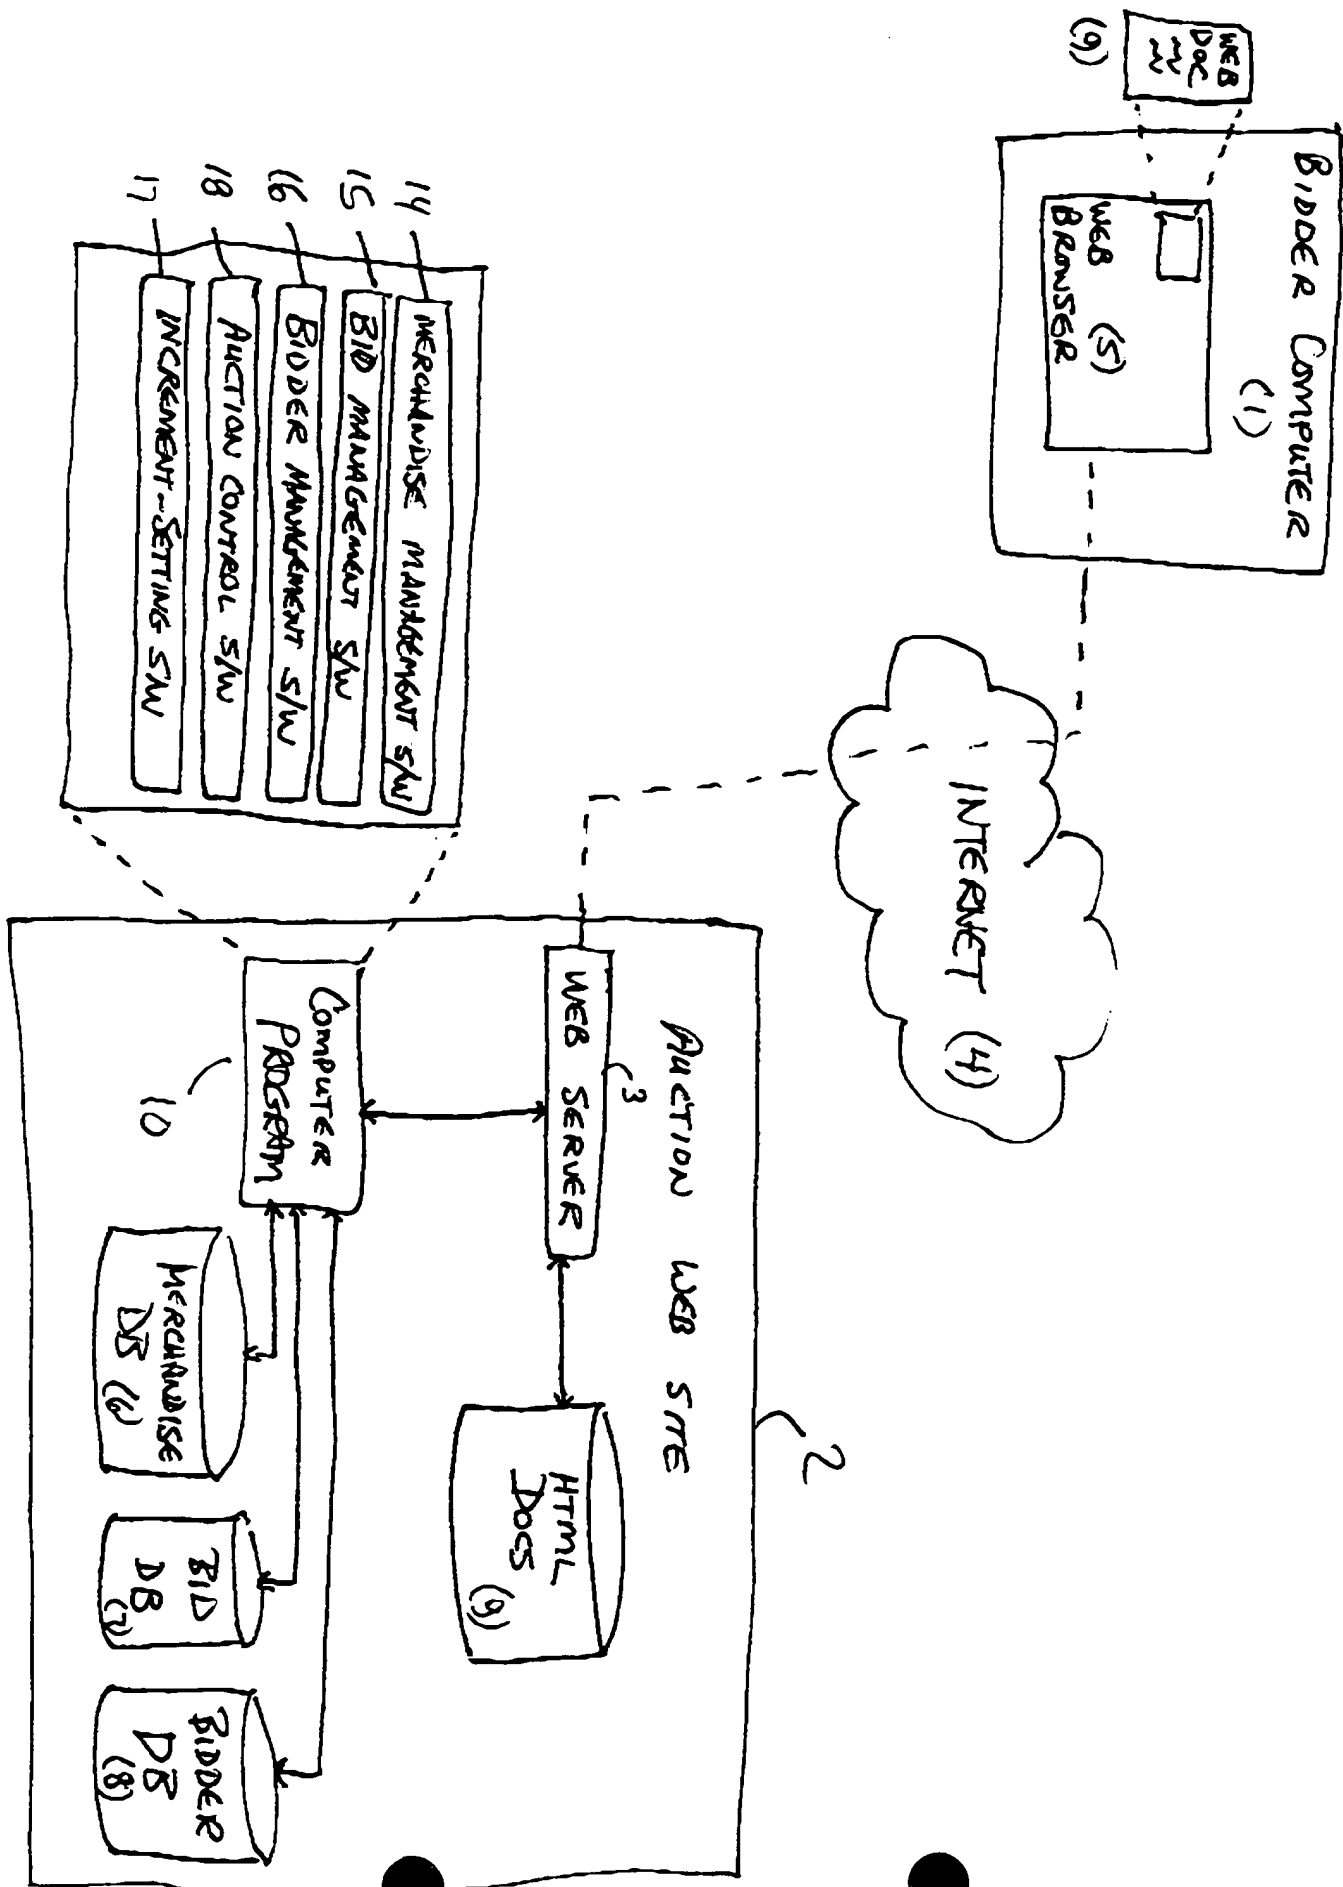 BIDDER COMPUTER
(1)
WEB
DOC
(9)
WEB (5)
BROWSER
INTERNET (4)
2
AUCTION WEB SITE
3
WEB SERVER
HTML
DOCS
(9)
14
MERCHANDISE MANAGEMENT S/W
15
BID MANAGEMENT S/W
16
BIDDER MANAGEMENT S/W
18
AUCTION CONTROL S/W
17
INCREMENT-SETTING S/W
COMPUTER
PROGRAM
10
MERCHANDISE
DB (6)
BID
DB
(7)
BIDDER
DB
(8)